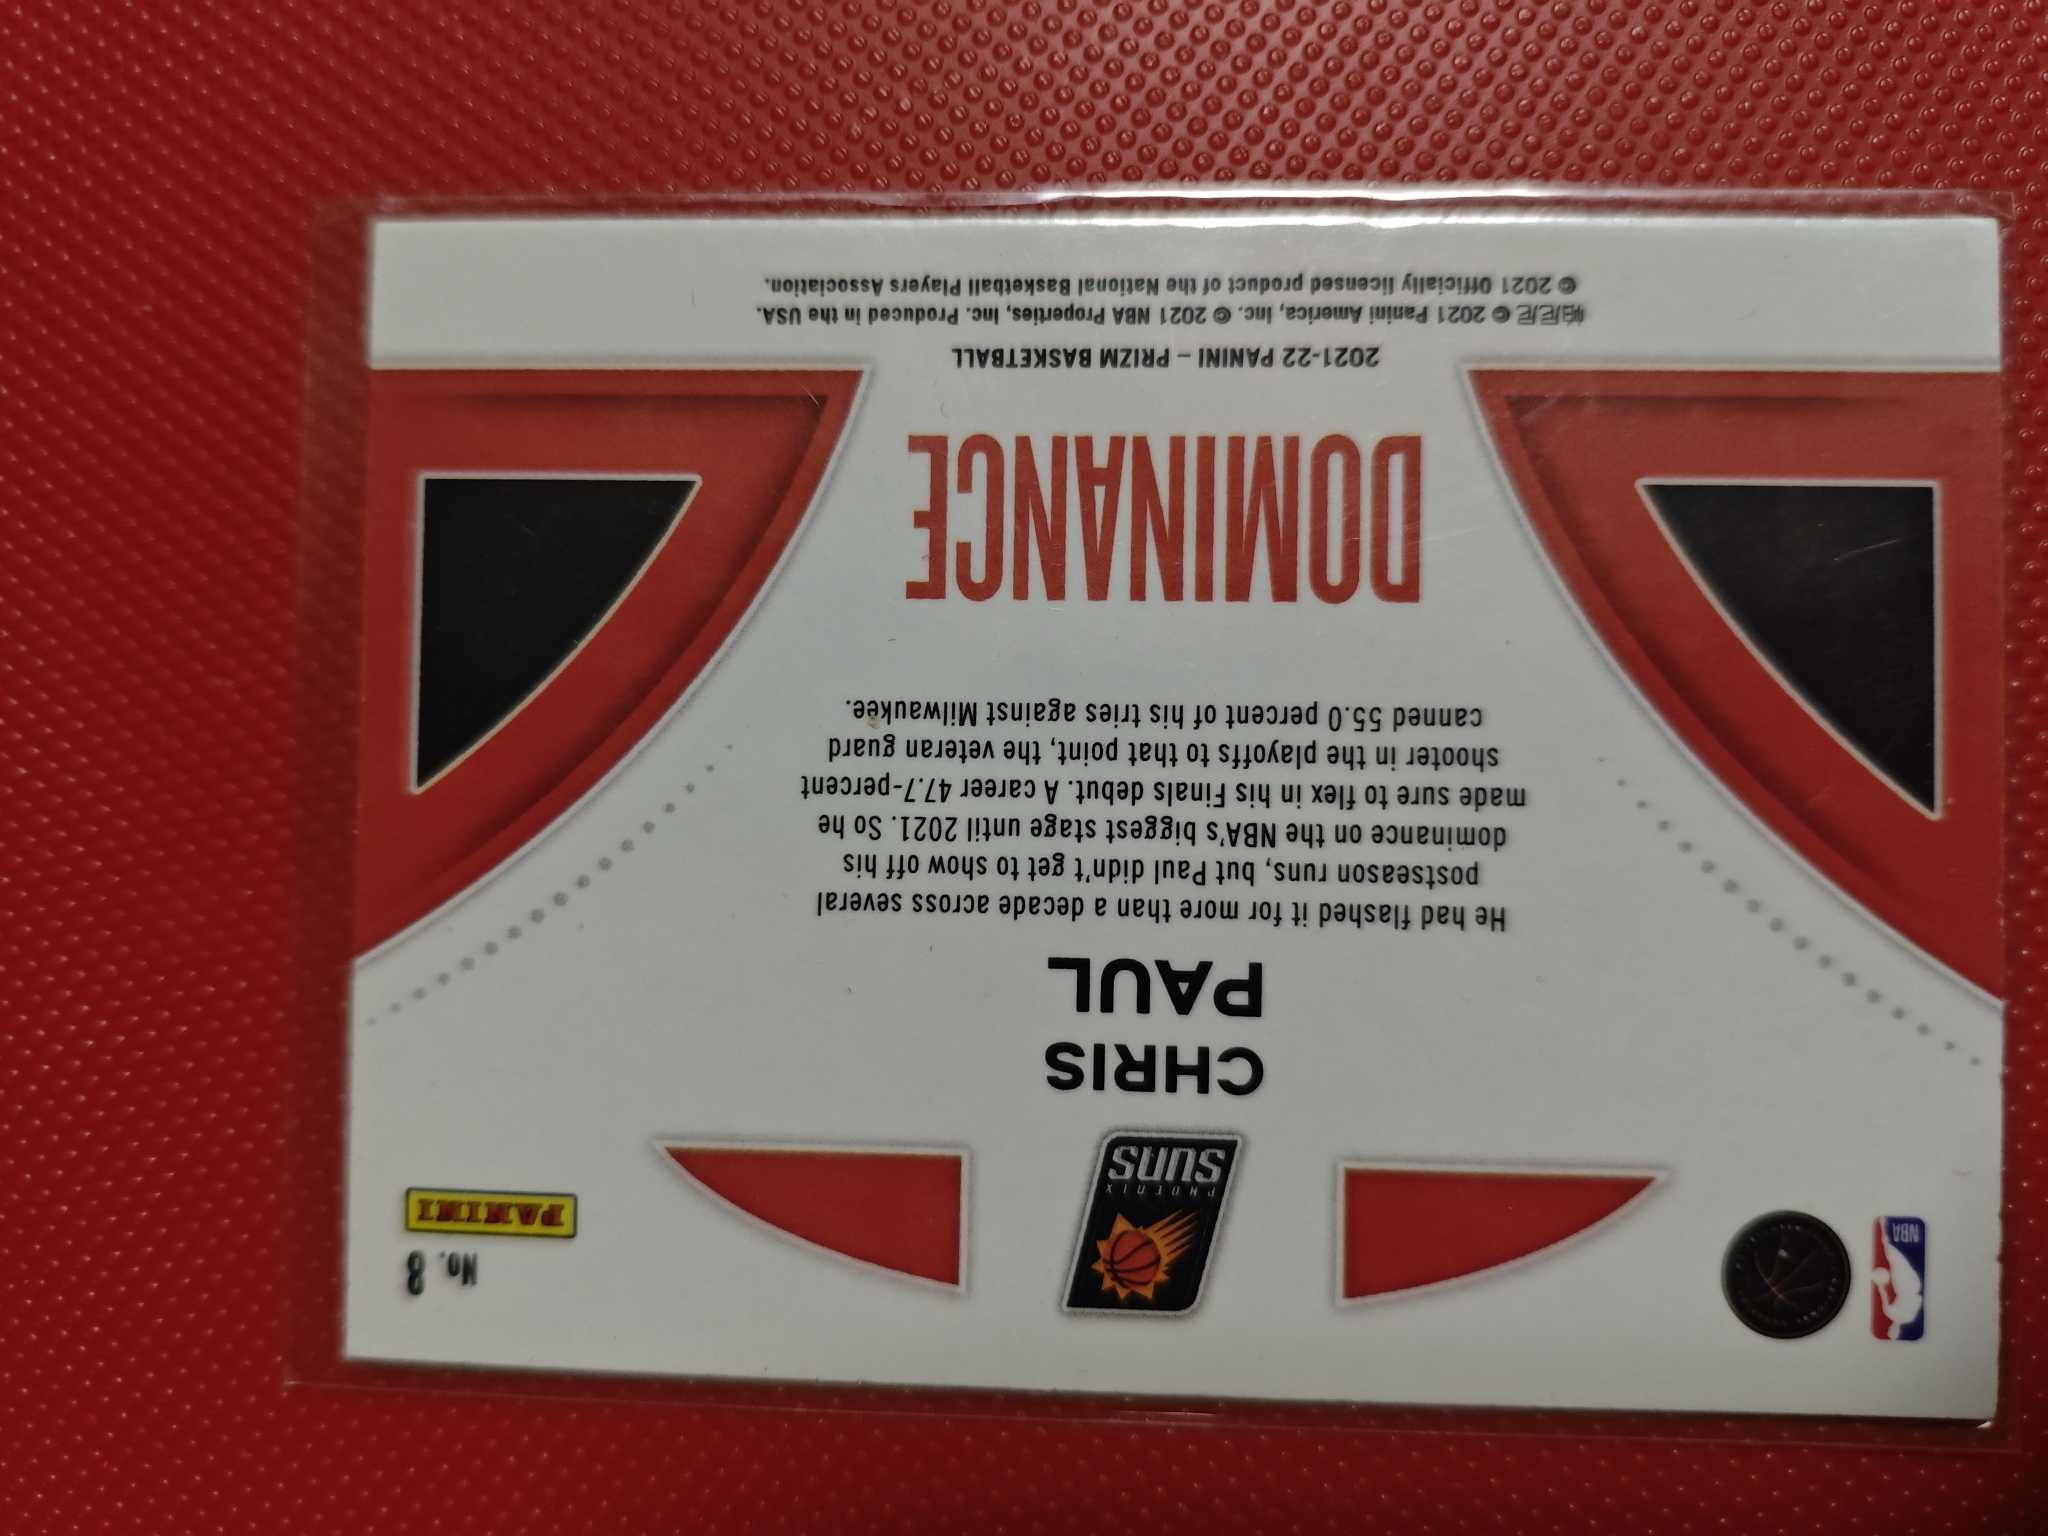 No. 8
PANINI
NBA
PHOENIX
SUNS
CHRIS
PAUL
He had flashed it for more than a decade across several
postseason runs, but Paul didn't get to show off his
dominance on the NBA's biggest stage until 2021. So he
made sure to flex in his Finals debut. A career 47.7-percent
shooter in the playoffs to that point, the veteran guard
canned 55.0 percent of his tries against Milwaukee.
DOMINANCE
2021-22 PANINI – PRIZM BASKETBALL
帕尼尼 © 2021 Panini America, Inc. © 2021 NBA Properties, Inc. Produced in the USA.
© 2021 Officially licensed product of the National Basketball Players Association.